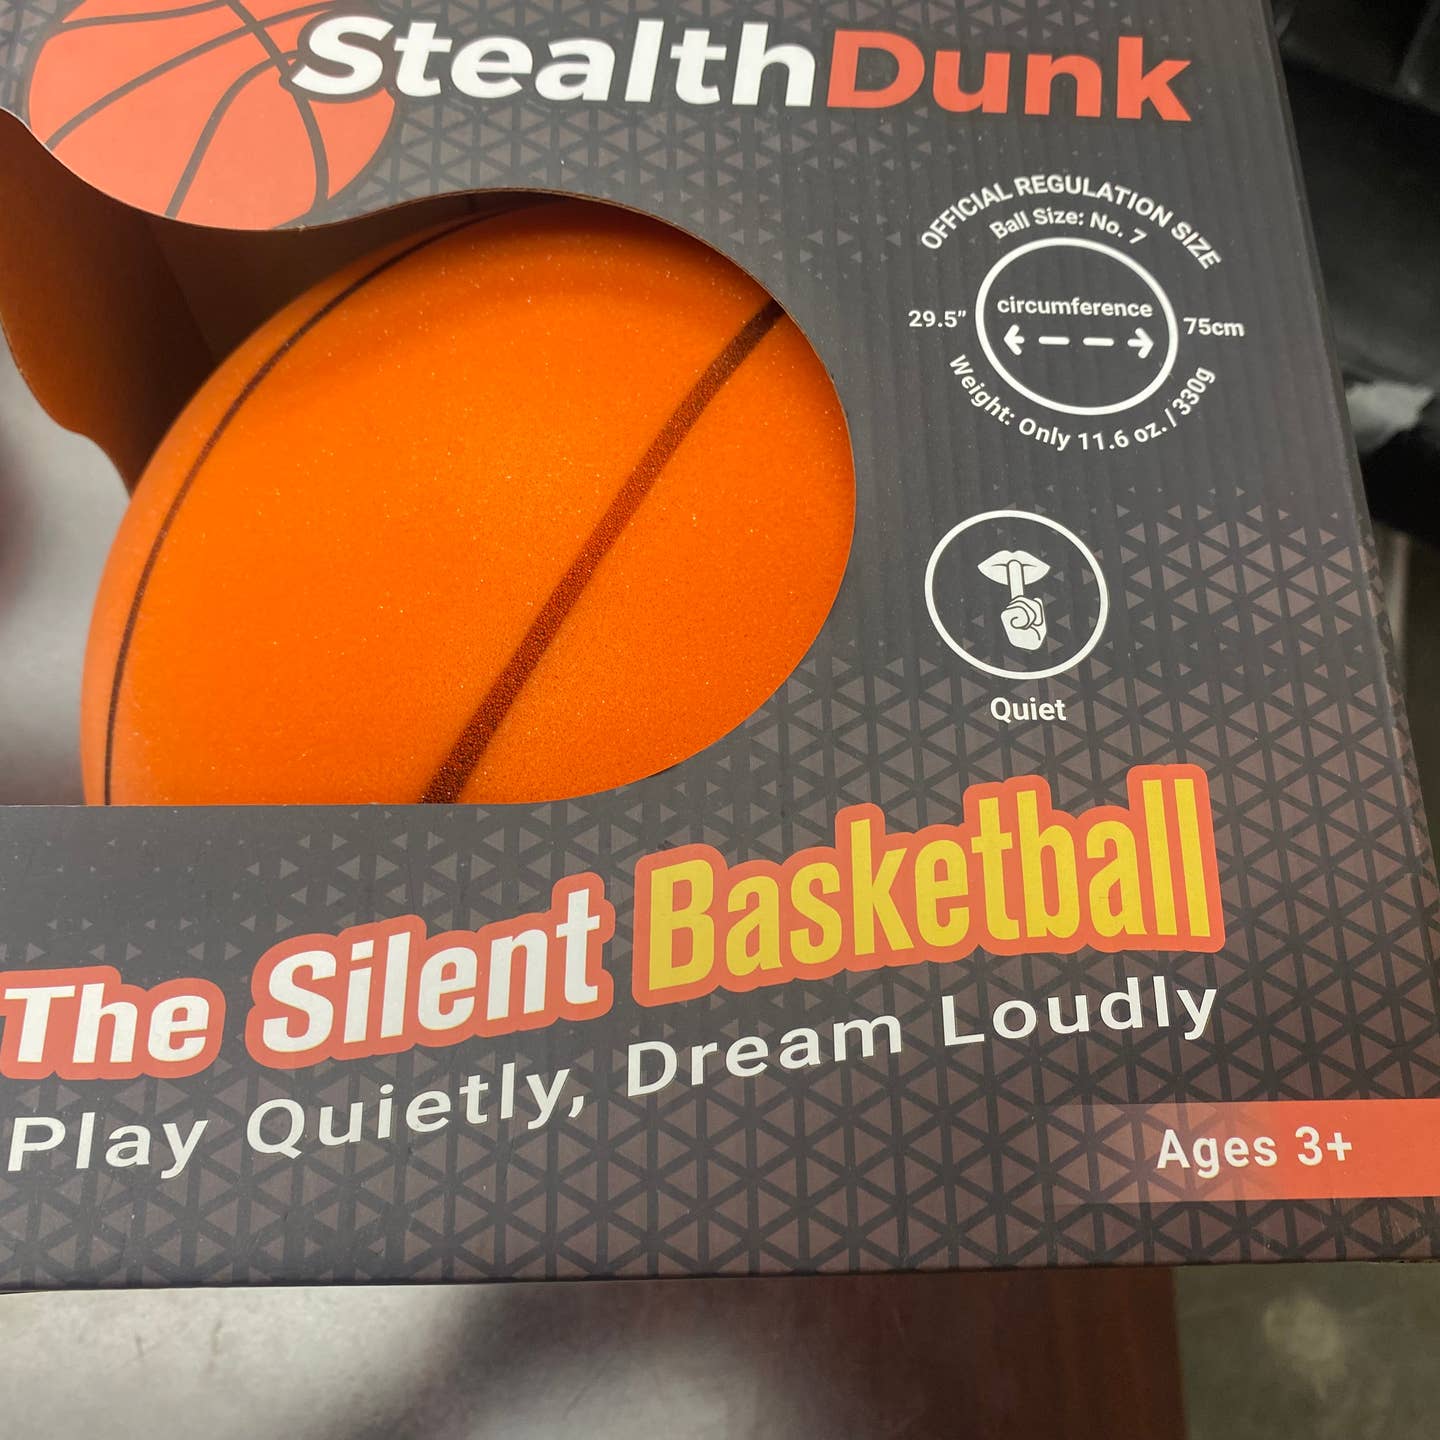 StealthDunk
OFFICIAL REGULATION SIZE
Ball Size: No. 7
circumference
29.5"
75cm
Weight: Only 11.6 oz. / 330g
Quiet
The Silent Basketball
Play Quietly, Dream Loudly
Ages 3+